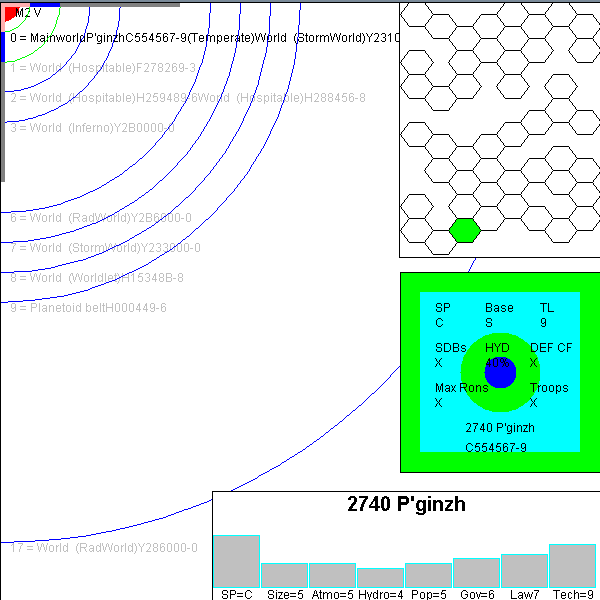 M2 V
0 = MainworldP'ginzhC554567-9(Temperate)World (StormWorld)Y2310
1 = World (Hospitable)F278269-3
2 = World (Hospitable)H259489-6World (Hospitable)H288456-8
3 = World (Inferno)Y2B0000-0
6 = World (RadWorld)Y2B6000-0
7 = World (StormWorld)Y233000-0
8 = World (Worldlet)H15348B-8
9 = Planetoid beltH000449-6
17 = World (RadWorld)Y286000-0
SP Base TL
C S 9
SDBs HYD DEF CF
X 40% X
Max Rons Troops
X X
2740 P'ginzh
C554567-9
2740 P'ginzh
SP=C Size=5 Atmo=5 Hydro=4 Pop=5 Gov=6 Law7 Tech=9